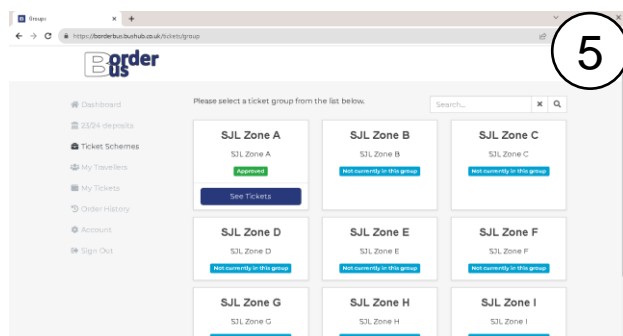 Groups
https://borderbus.bushub.co.uk/tickets/group
5
Border Bus
Dashboard
23/24 deposits
Ticket Schemes
My Travellers
My Tickets
Order History
Account
Sign Out
Please select a ticket group from the list below.
Search...
SJL Zone A
SJL Zone A
Approved
See Tickets
SJL Zone B
SJL Zone B
Not currently in this group
SJL Zone C
SJL Zone C
Not currently in this group
SJL Zone D
SJL Zone D
Not currently in this group
SJL Zone E
SJL Zone E
Not currently in this group
SJL Zone F
SJL Zone F
Not currently in this group
SJL Zone G
SJL Zone G
SJL Zone H
SJL Zone H
SJL Zone I
SJL Zone I